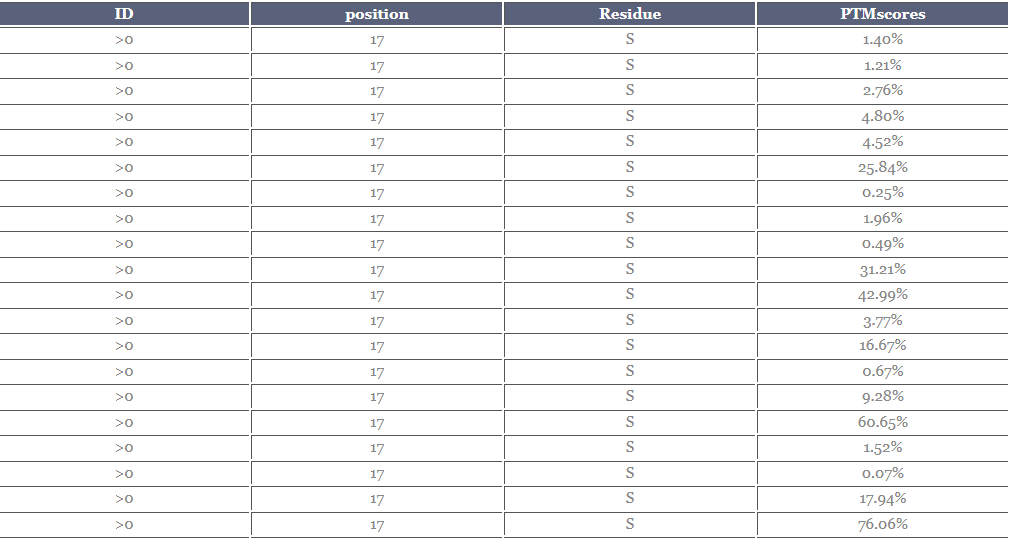 ID position Residue PTMscores
>0 17 S 1.40%
>0 17 S 1.21%
>0 17 S 2.76%
>0 17 S 4.80%
>0 17 S 4.52%
>0 17 S 25.84%
>0 17 S 0.25%
>0 17 S 1.96%
>0 17 S 0.49%
>0 17 S 31.21%
>0 17 S 42.99%
>0 17 S 3.77%
>0 17 S 16.67%
>0 17 S 0.67%
>0 17 S 9.28%
>0 17 S 60.65%
>0 17 S 1.52%
>0 17 S 0.07%
>0 17 S 17.94%
>0 17 S 76.06%